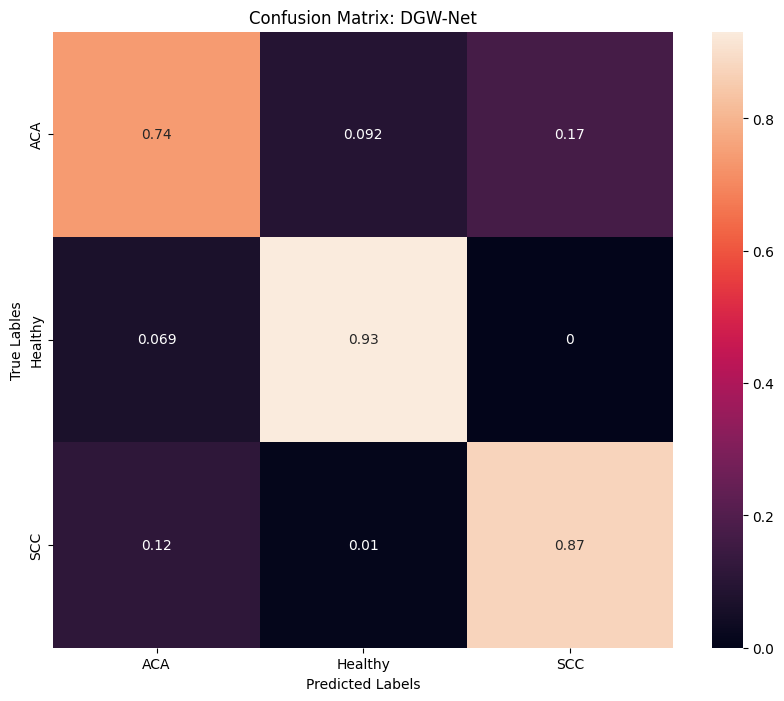 Confusion Matrix: DGW-Net
True Lables
ACA
Healthy
SCC
0.74 0.092 0.17
0.069 0.93 0
0.12 0.01 0.87
ACA Healthy SCC
Predicted Labels
0.8
0.6
0.4
0.2
0.0